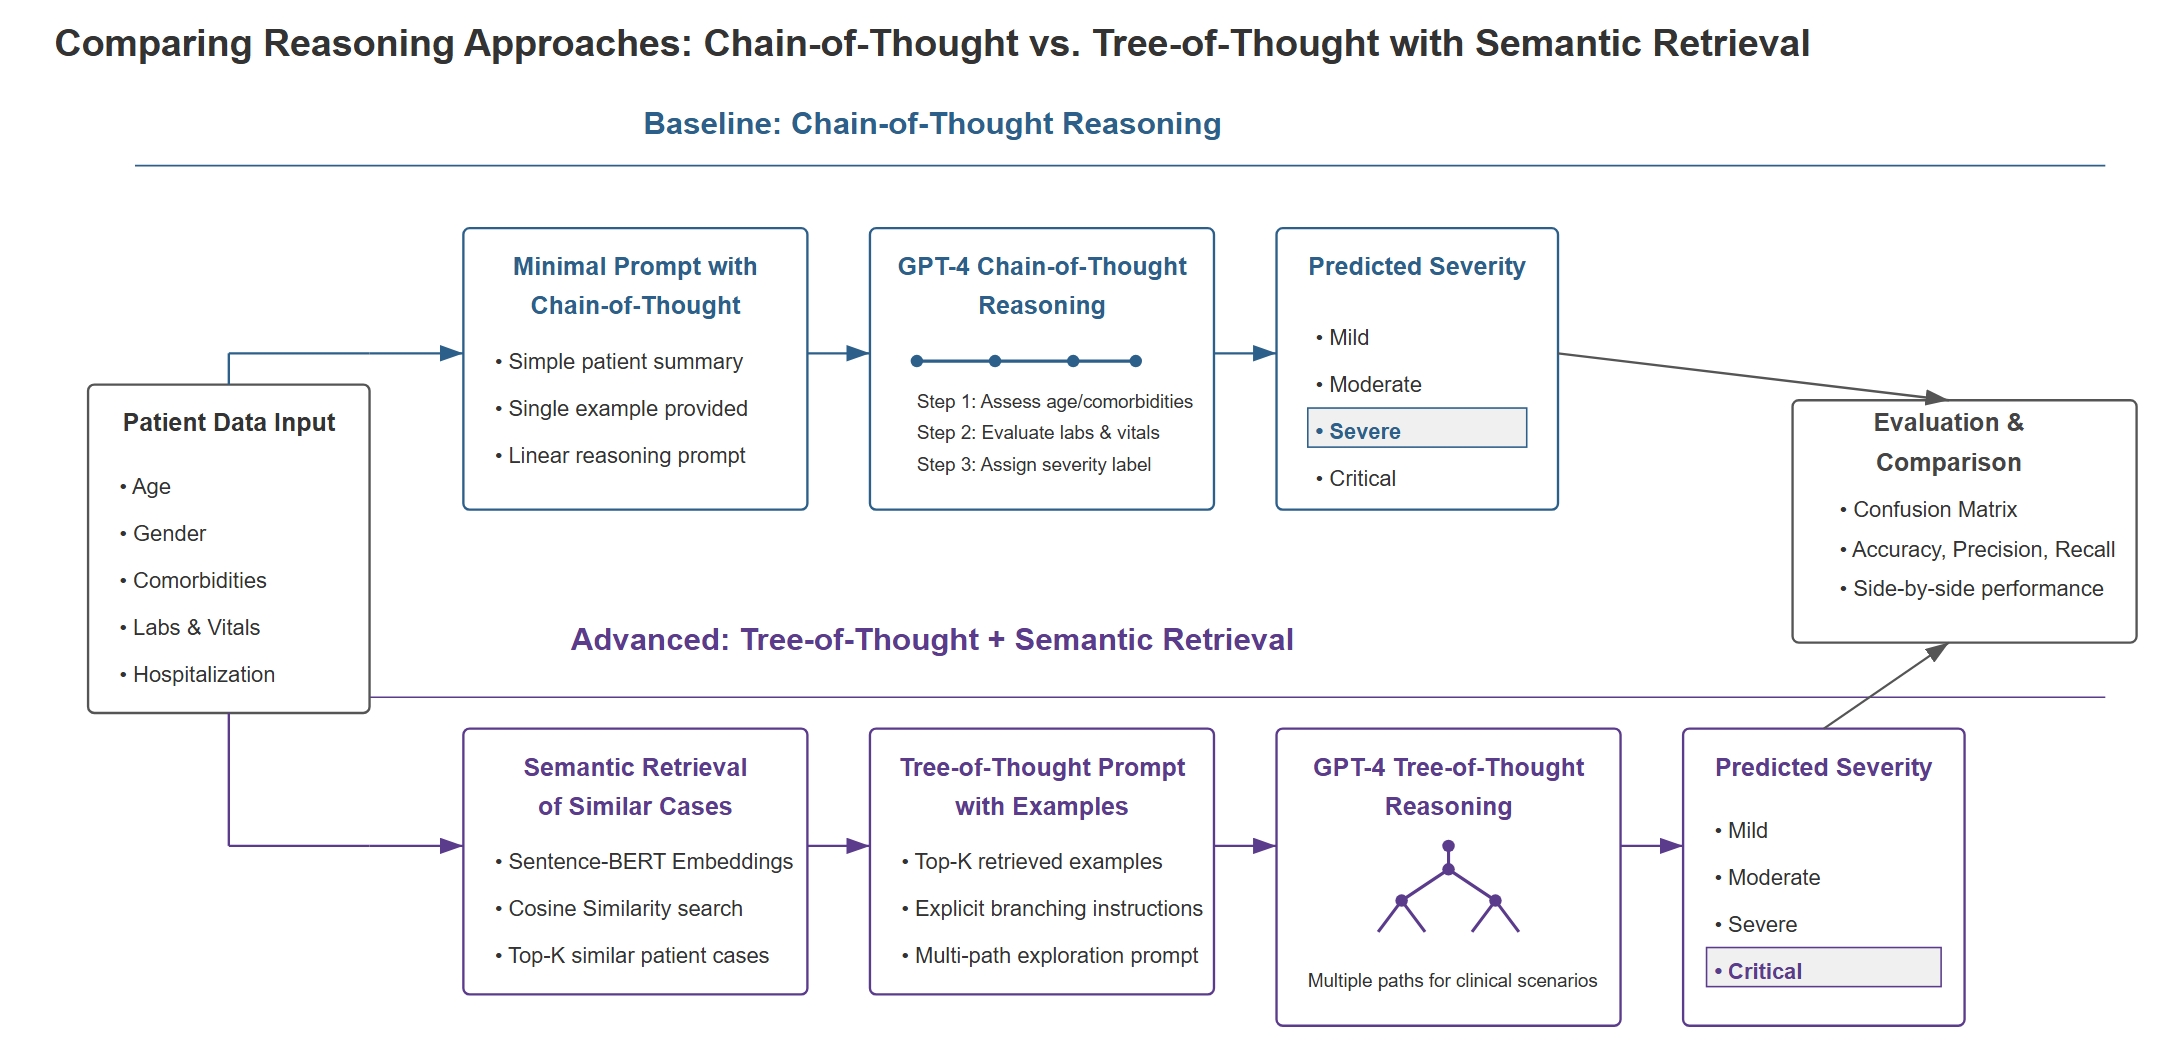 Comparing Reasoning Approaches: Chain-of-Thought vs. Tree-of-Thought with Semantic Retrieval
Baseline: Chain-of-Thought Reasoning
Patient Data Input
• Age
• Gender
• Comorbidities
• Labs & Vitals
• Hospitalization
Minimal Prompt with
Chain-of-Thought
• Simple patient summary
• Single example provided
• Linear reasoning prompt
GPT-4 Chain-of-Thought
Reasoning
Step 1: Assess age/comorbidities
Step 2: Evaluate labs & vitals
Step 3: Assign severity label
Predicted Severity
• Mild
• Moderate
• Severe
• Critical
Evaluation &
Comparison
• Confusion Matrix
• Accuracy, Precision, Recall
• Side-by-side performance
Advanced: Tree-of-Thought + Semantic Retrieval
Semantic Retrieval
of Similar Cases
• Sentence-BERT Embeddings
• Cosine Similarity search
• Top-K similar patient cases
Tree-of-Thought Prompt
with Examples
• Top-K retrieved examples
• Explicit branching instructions
• Multi-path exploration prompt
GPT-4 Tree-of-Thought
Reasoning
Multiple paths for clinical scenarios
Predicted Severity
• Mild
• Moderate
• Severe
• Critical